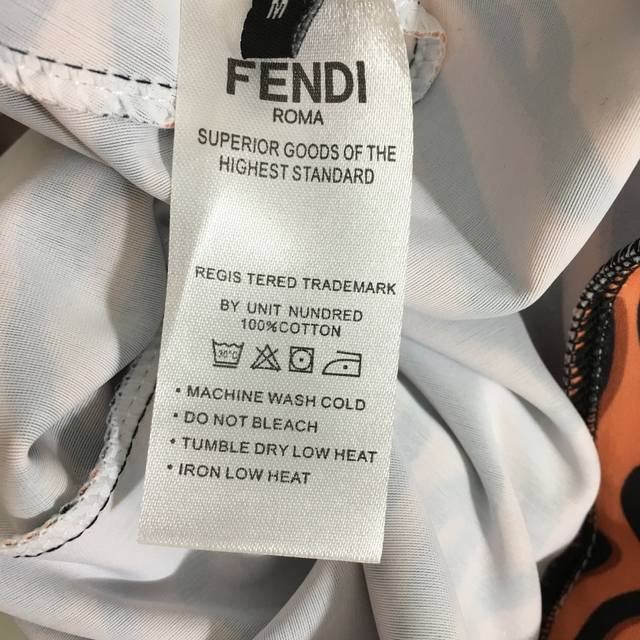 M
FENDI
ROMA
SUPERIOR GOODS OF THE
HIGHEST STANDARD
REGIS TERED TRADEMARK
BY UNIT NUNDRED
100%COTTON
30°C
• MACHINE WASH COLD
• DO NOT BLEACH
• TUMBLE DRY LOW HEAT
• IRON LOW HEAT